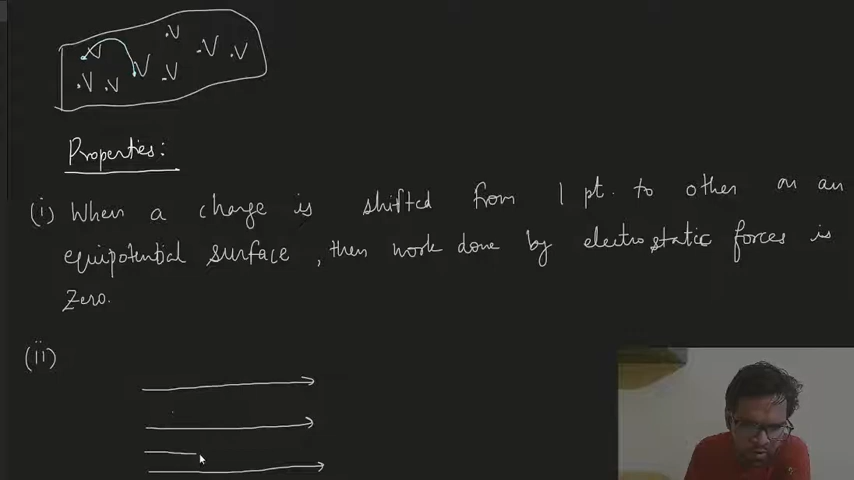 .V
V
.V
.V
V
.V
.V
.V
Properties:
(i) When a charge is shifted from 1 pt. to other on an
equipotential surface, then work done by electrostatic forces is
Zero.
(ii)